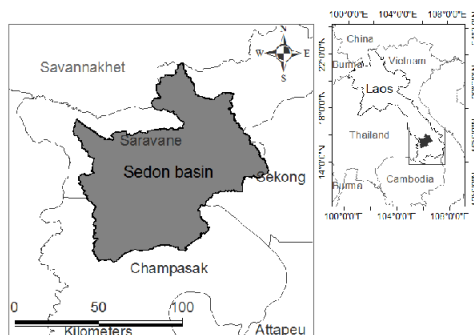 N
W E
S
Savannakhet
Saravane
Sedon basin
Sekong
Champasak
0 50 100
Kilometers
Attapeu
100°0'0"E 104°0'0"E 108°0'0"E
China
Burma
Vietnam
Laos
Thailand
Cambodia
Burma
22°0'0"N
18°0'0"N
14°0'0"N
100°0'0"E 104°0'0"E 108°0'0"E